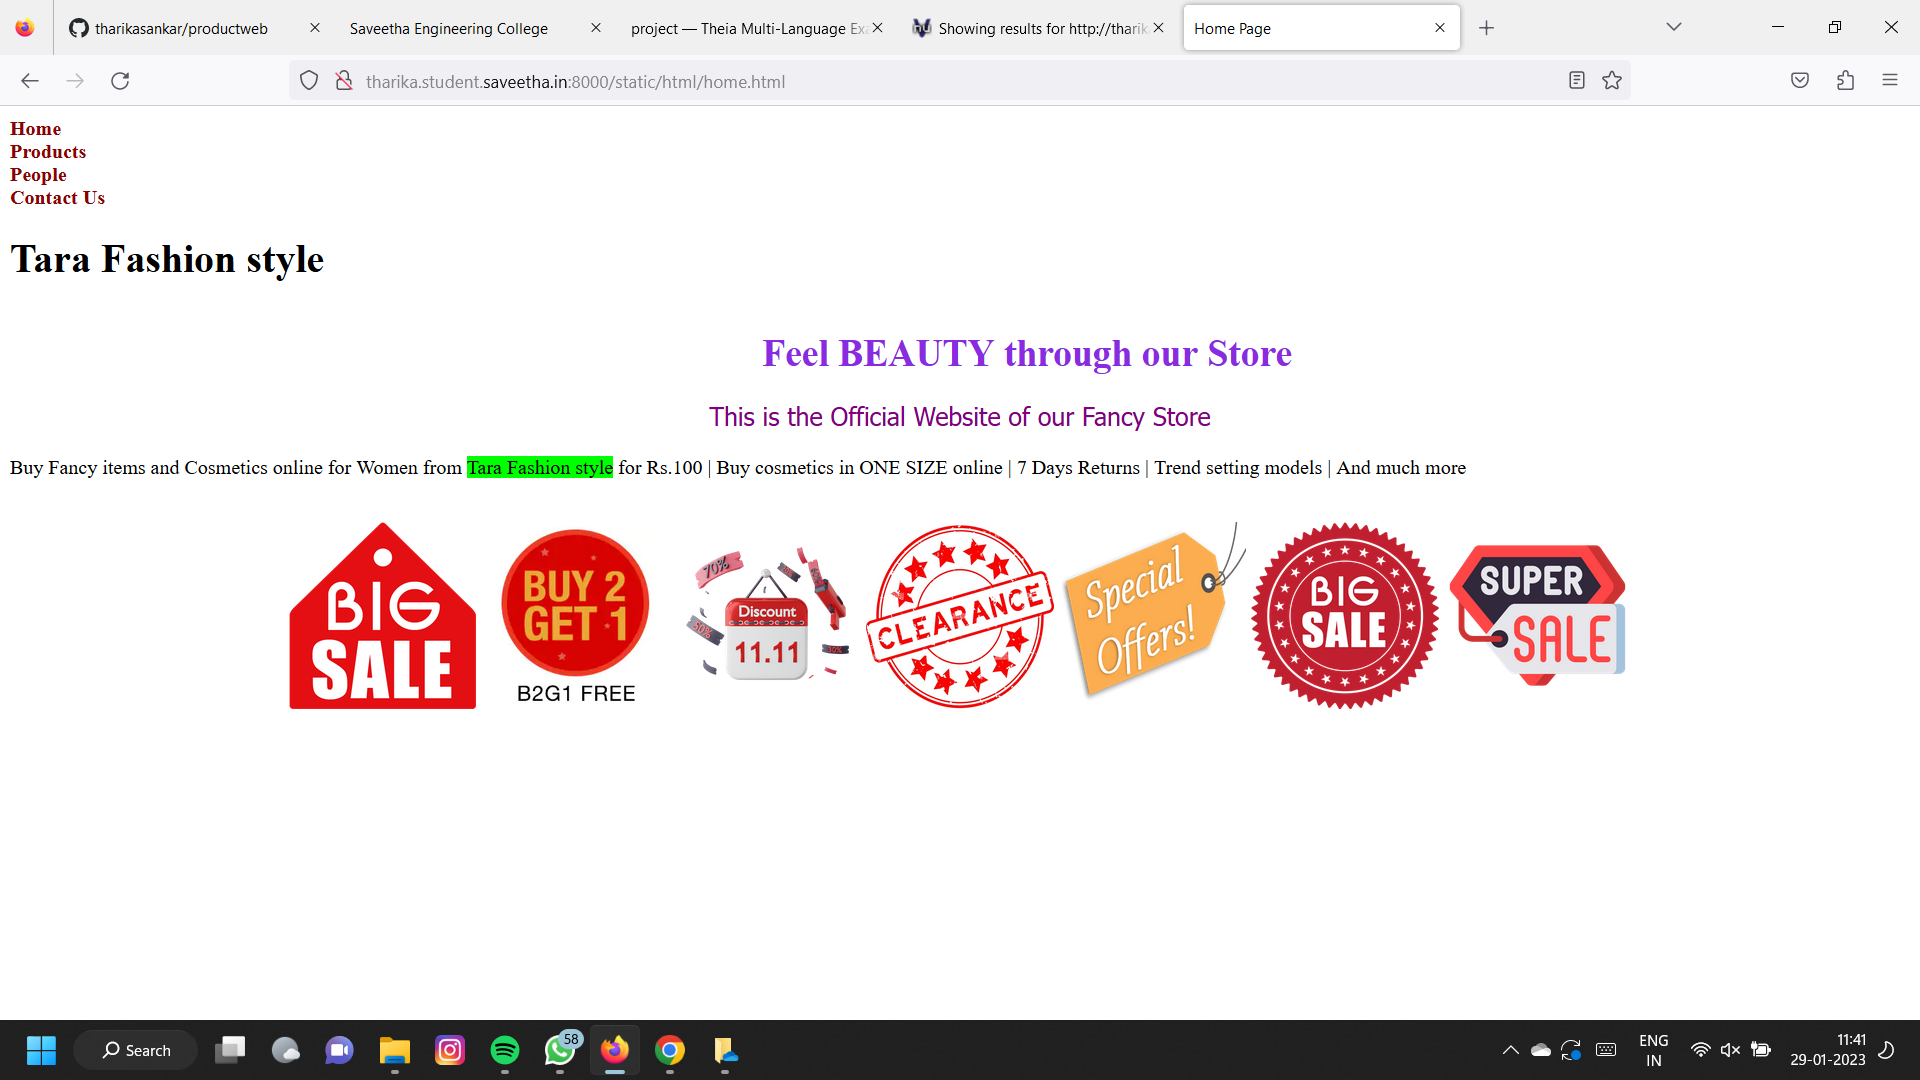 tharikasankar/productweb
Saveetha Engineering College
project — Theia Multi-Language Exa
Showing results for http://tharik
Home Page
tharika.student.saveetha.in:8000/static/html/home.html
Home
Products
People
Contact Us
Tara Fashion style
Feel BEAUTY through our Store
This is the Official Website of our Fancy Store
Buy Fancy items and Cosmetics online for Women from Tara Fashion style for Rs.100 | Buy cosmetics in ONE SIZE online | 7 Days Returns | Trend setting models | And much more
BIG
SALE
BUY 2
GET 1
B2G1 FREE
70%
50%
Discount
11.11
CLEARANCE
Special
Offers!
BIG
SALE
SUPER
SALE
Search
58
ENG
IN
11:41
29-01-2023